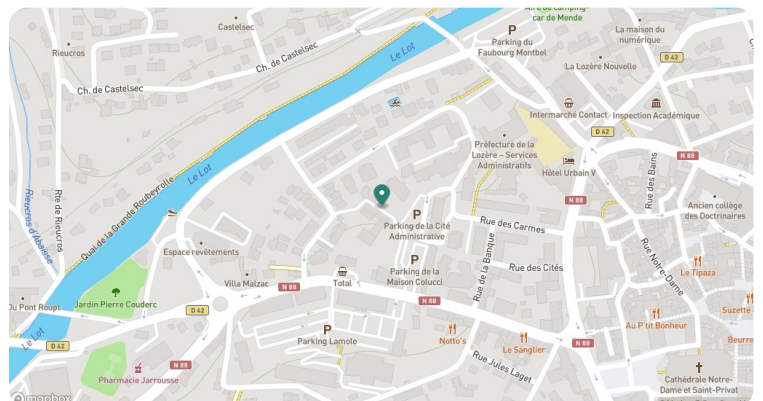 Castelsec
Rieucros
Ch. de Castelsec
Ch. de Castelsec
Le Lot
Aire de camping-
car de Mende
Parking du
Faubourg Montbel
La maison du
numérique
D 42
La Lozère Nouvelle
Intermarché Contact
Inspection Académique
D 42
Préfecture de la
Lozère – Services
Administratifs
Hôtel Urbain V
N 88
Rue des Bains
Le Lot
Quai de la Grande Roubeyrolle
Rte de Rieucros
Rieucros d'Abaïsse
N 88
Ancien collège
des Doctrinaires
Parking de la Cité
Administrative
Rue des Carmes
Rue de la Banque
Rue des Cités
Rue Notre-Dame
Le Tipaza
Espace revêtements
Villa Malzac
Total
Parking de la
Maison Colucci
N 88
N 88
Jardin Pierre Couderc
Du Pont Roupt
D 42
Le Lot
D 42
Parking Lamole
Notto's
Le Sanglier
N 88
Au P'tit Bonheur
Suzette
Beurre
Rue Jules Laget
N 88
Pharmacie Jarrousse
Cathédrale Notre-
Dame et Saint-Privat
mapbox